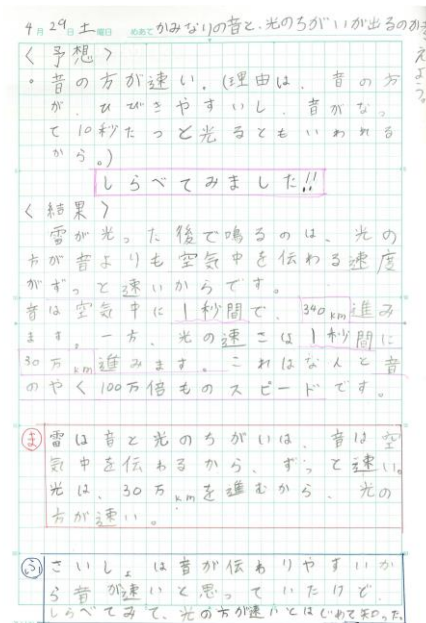 4月29日土曜日 めあて かみなりの音と、光のちがいが出るのか考えよう。
〈予想〉
。音の方が速い。(理由は、音の方
が、ひびきやすいし、音がなっ
て10秒たつと光るともいわれる
から。)
しらべてみました!!
〈結果〉
雷が光った後で鳴るのは、光の
方が音よりも空気中を伝わる速度
がずっと速いからです。
音は空気中に1秒間で、340km進み
ます。一方、光の速さは1秒間に
30万km進みます。これはなんと音
のやく100万倍ものスピードです。
ま 雷は音と光のちがいは、音は空
気中を伝わるから、ずっと速い。
光は、30万kmを進むから、光の
方が速い。
ふ さいしょは音が伝わりやすいか
ら音が速いと思っていたけど、
しらべてみて、光の方が速いとはじめて知った。